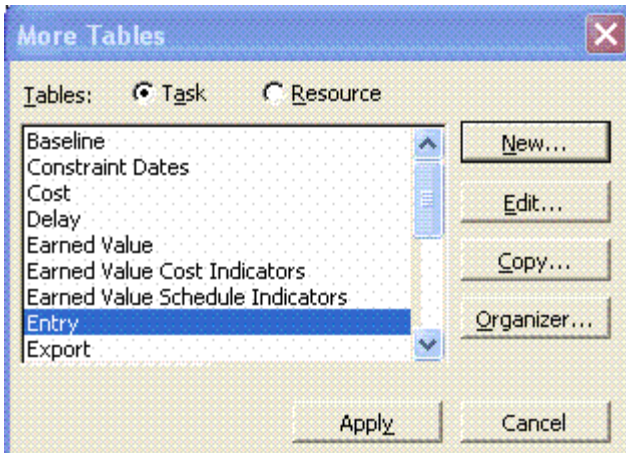 More Tables
Tables: Task Resource
Baseline
Constraint Dates
Cost
Delay
Earned Value
Earned Value Cost Indicators
Earned Value Schedule Indicators
Entry
Export
New...
Edit...
Copy...
Organizer...
Apply Cancel